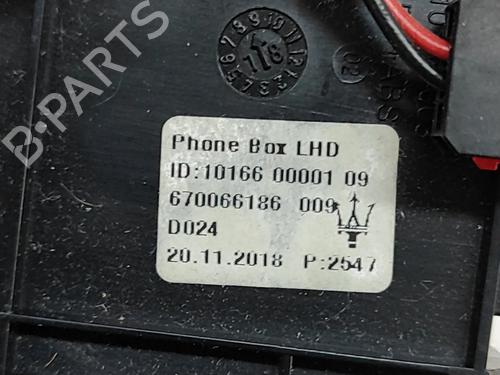 B-PARTS
Phone Box LHD
ID:10166 00001 09
670066186 009
D024
20.11.2018 P:2547